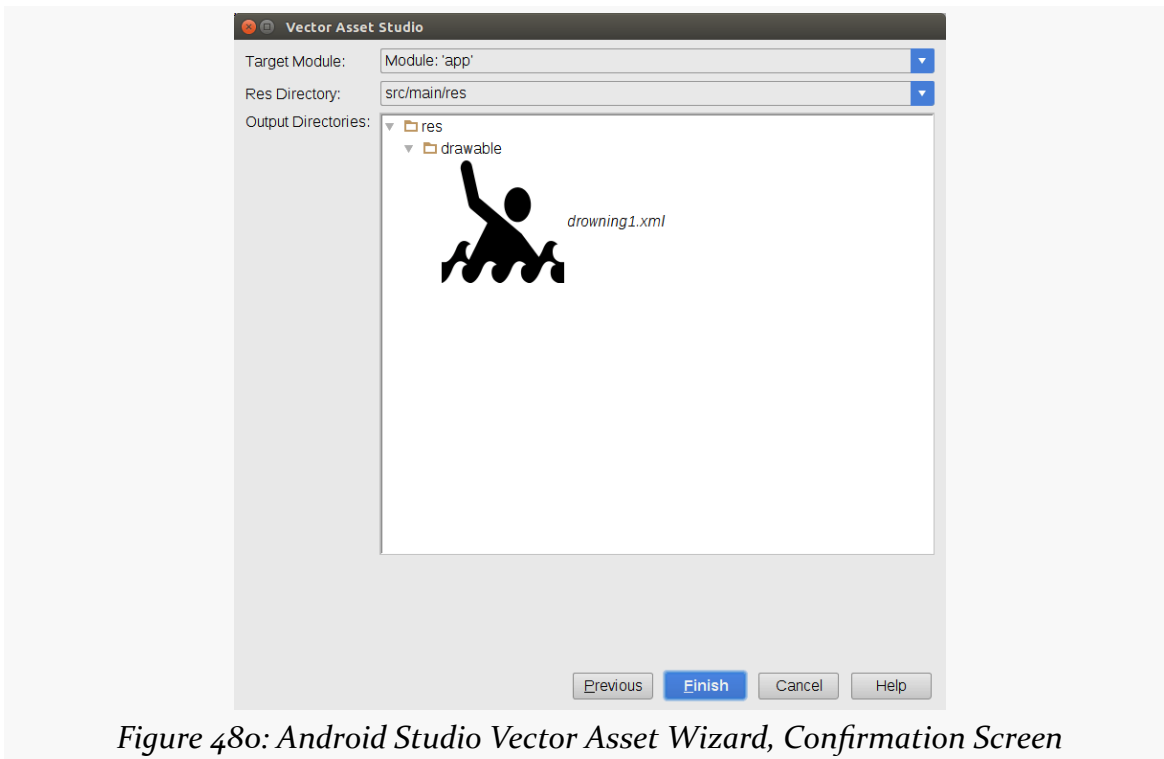 Vector Asset Studio
Target Module: Module: 'app'
Res Directory: src/main/res
Output Directories: res
drawable
drowning1.xml
Previous Finish Cancel Help
Figure 480: Android Studio Vector Asset Wizard, Confirmation Screen